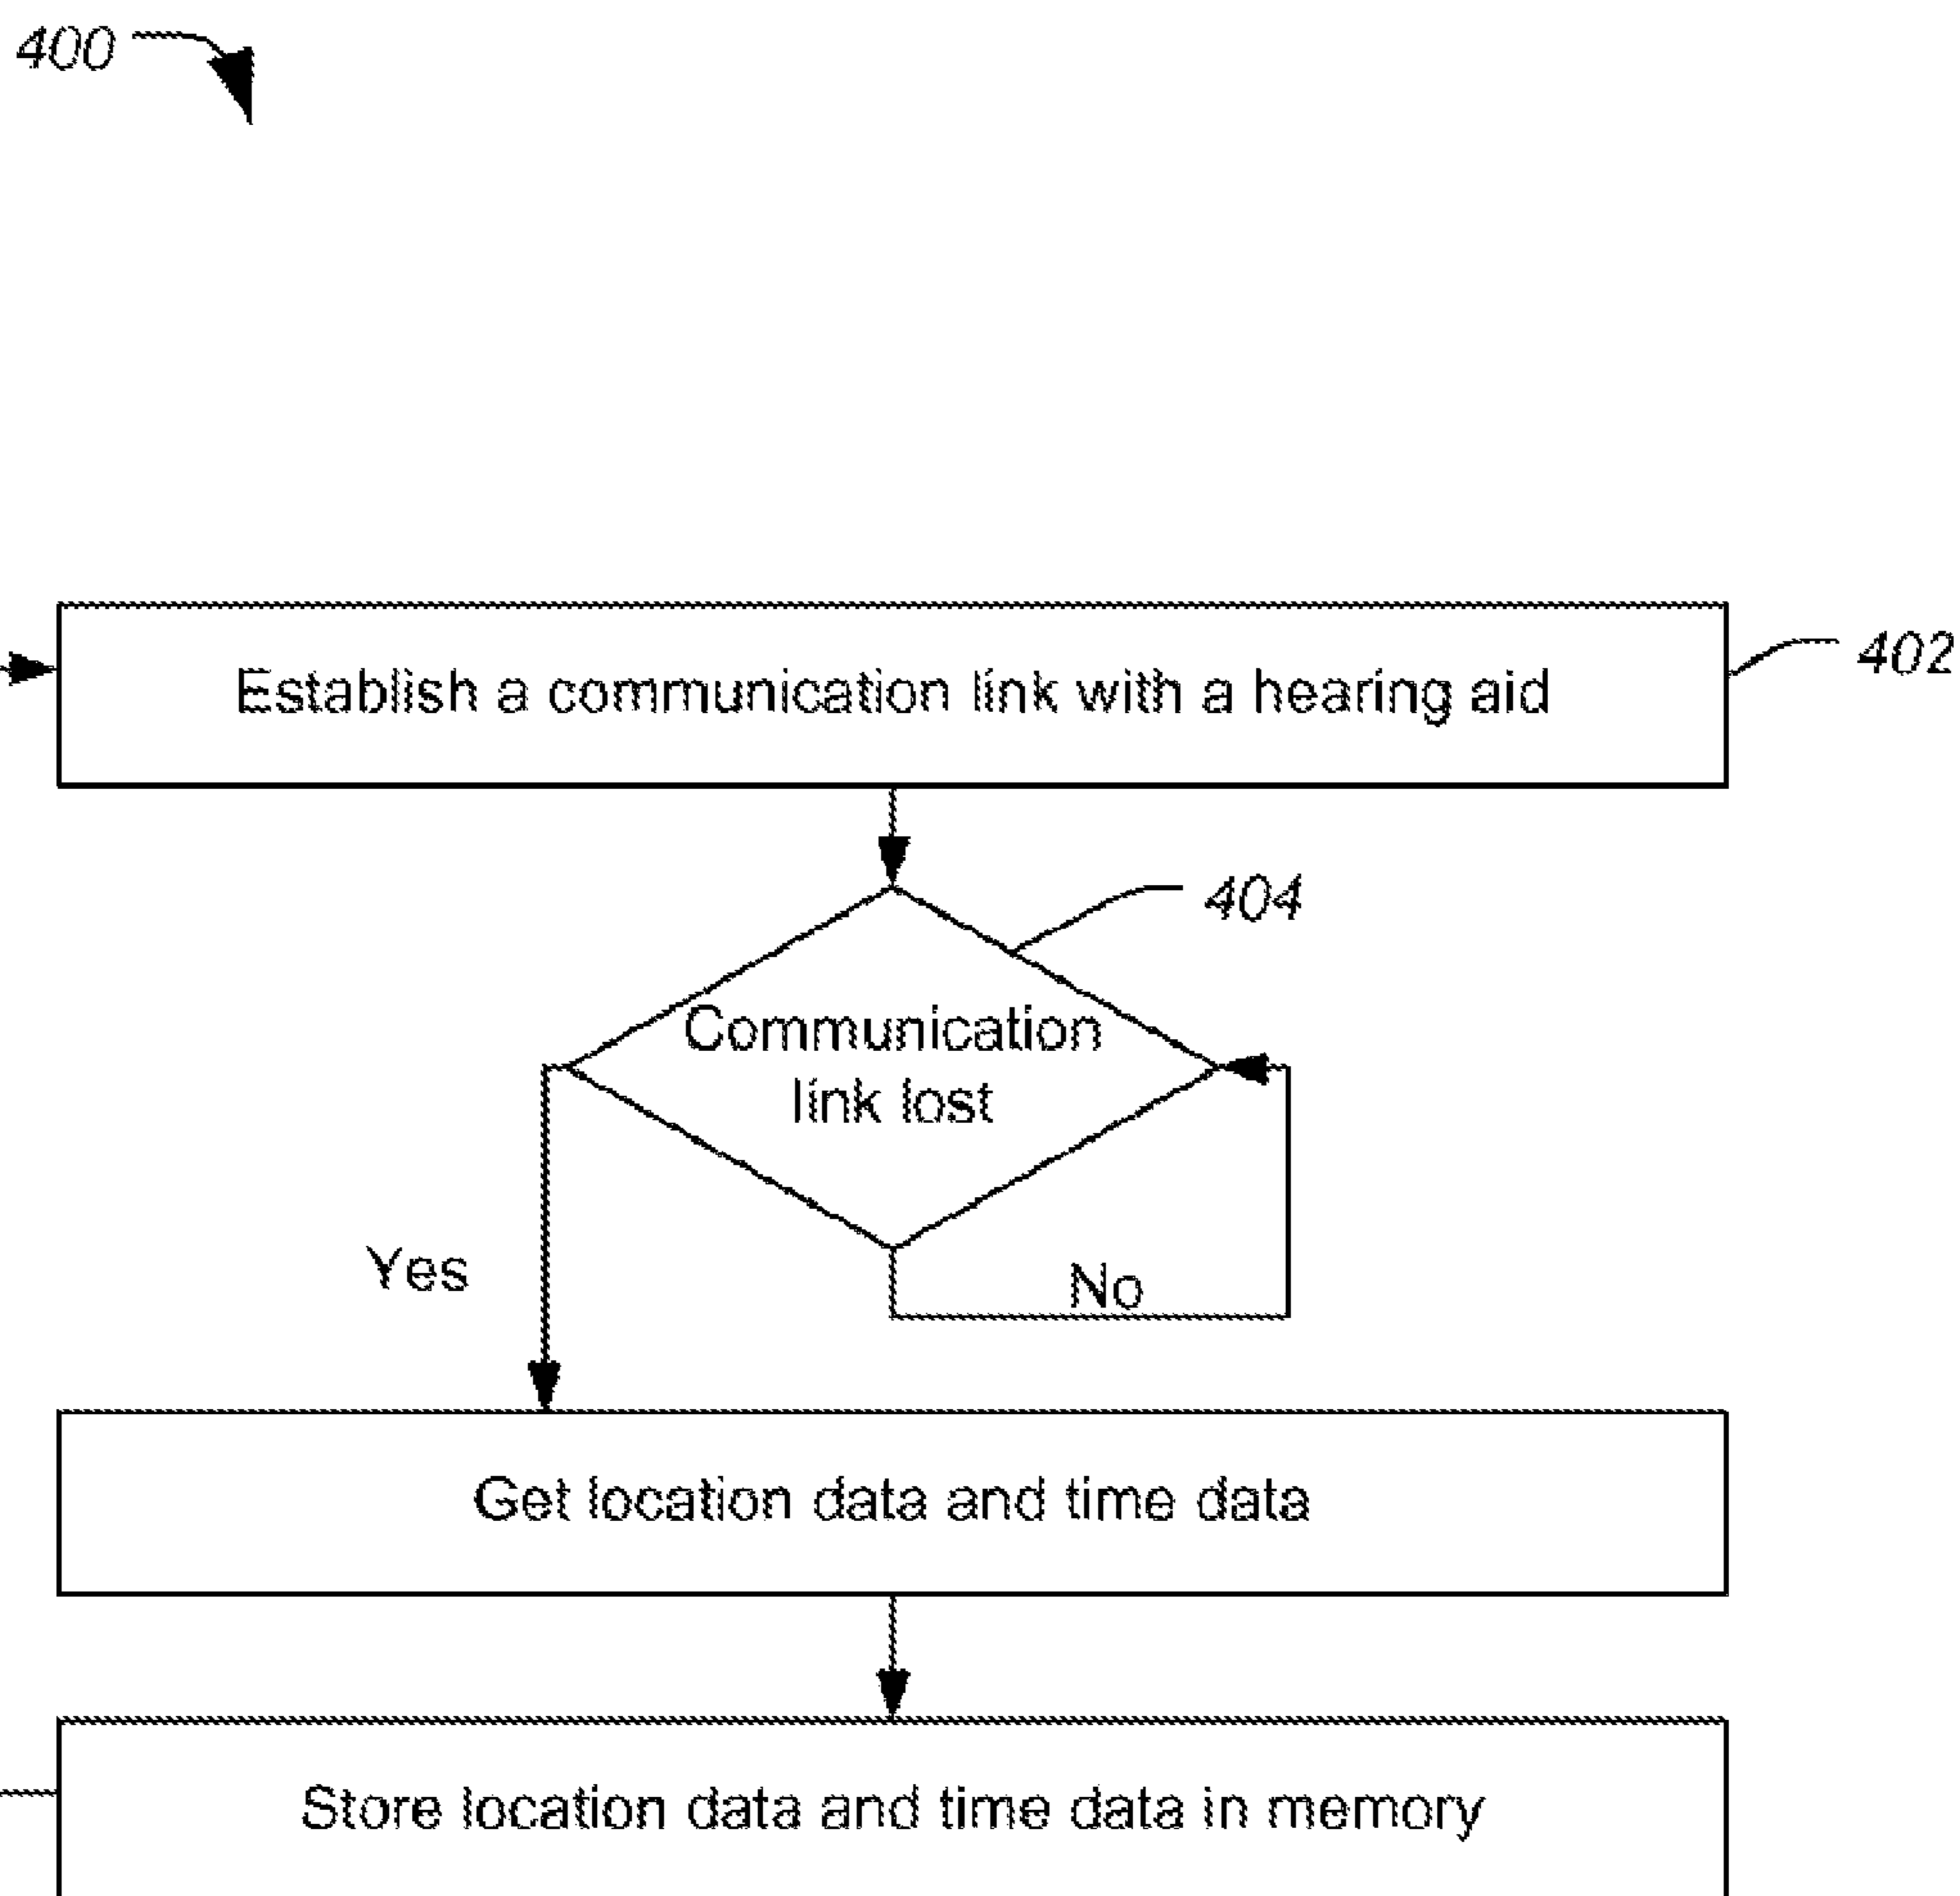 400
Establish a communication link with a hearing aid
402
404
Communication
link lost
Yes
No
Get location data and time data
Store location data and time data in memory